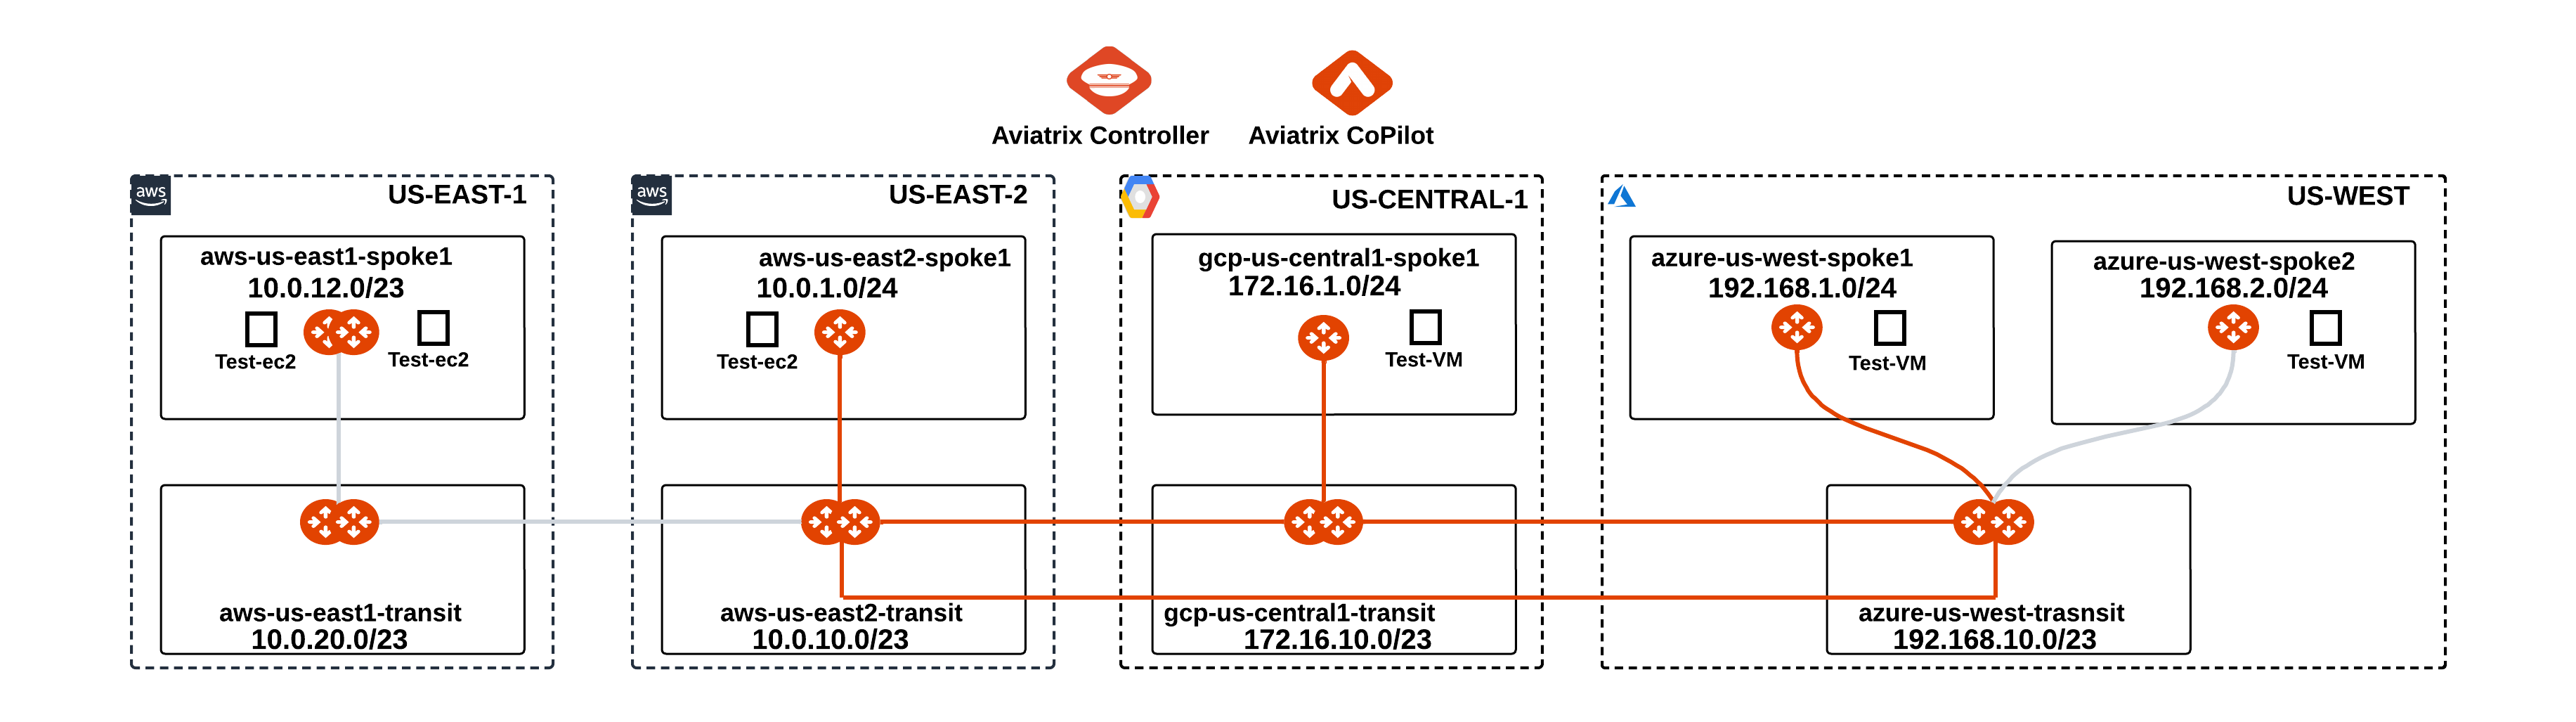 Aviatrix Controller
Aviatrix CoPilot
aws
US-EAST-1
aws-us-east1-spoke1
10.0.12.0/23
Test-ec2
Test-ec2
aws-us-east1-transit
10.0.20.0/23
aws
US-EAST-2
aws-us-east2-spoke1
10.0.1.0/24
Test-ec2
aws-us-east2-transit
10.0.10.0/23
US-CENTRAL-1
gcp-us-central1-spoke1
172.16.1.0/24
Test-VM
gcp-us-central1-transit
172.16.10.0/23
US-WEST
azure-us-west-spoke1
192.168.1.0/24
Test-VM
azure-us-west-spoke2
192.168.2.0/24
Test-VM
azure-us-west-trasnsit
192.168.10.0/23